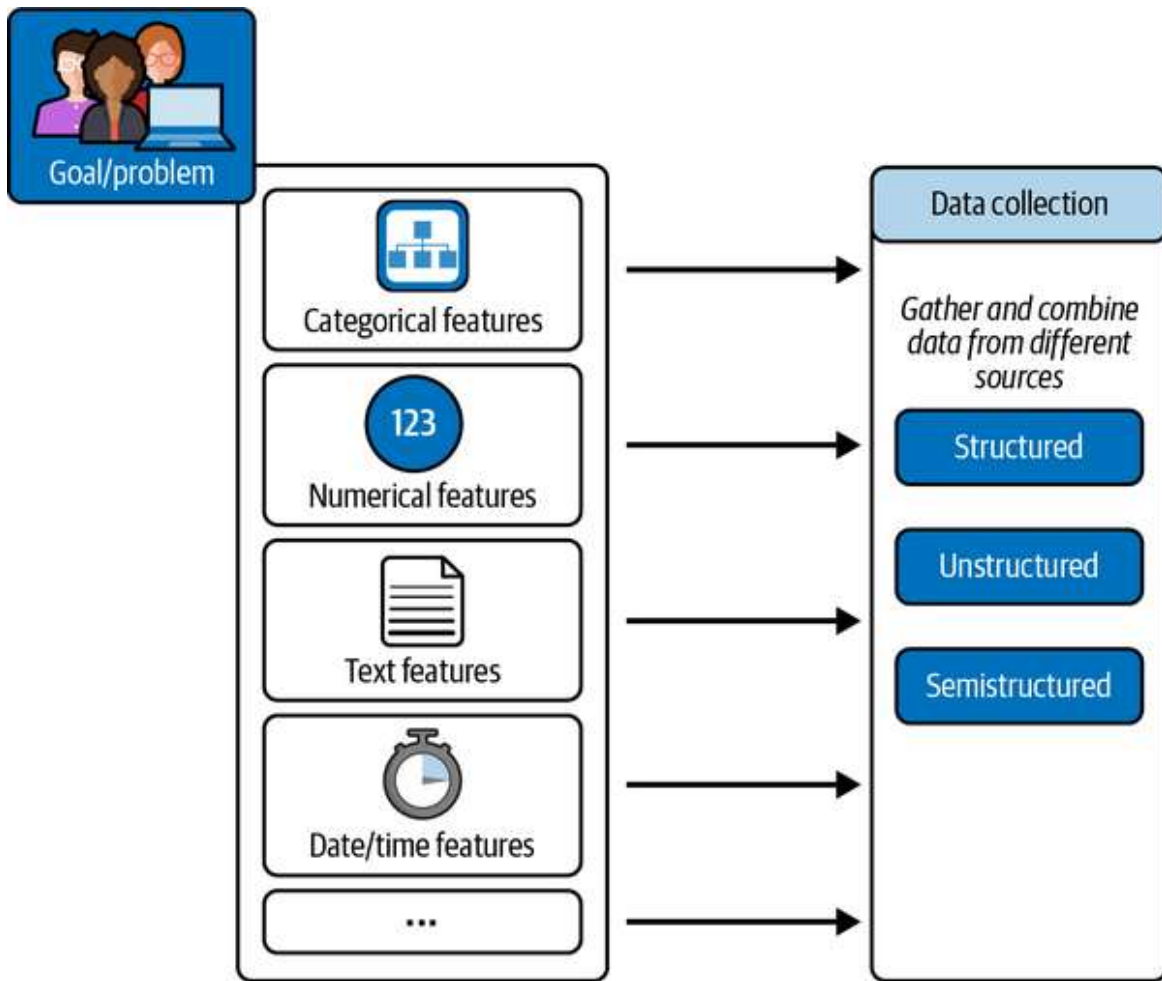 Goal/problem
Categorical features
123
Numerical features
Text features
Date/time features
...
Data collection
Gather and combine
data from different
sources
Structured
Unstructured
Semistructured